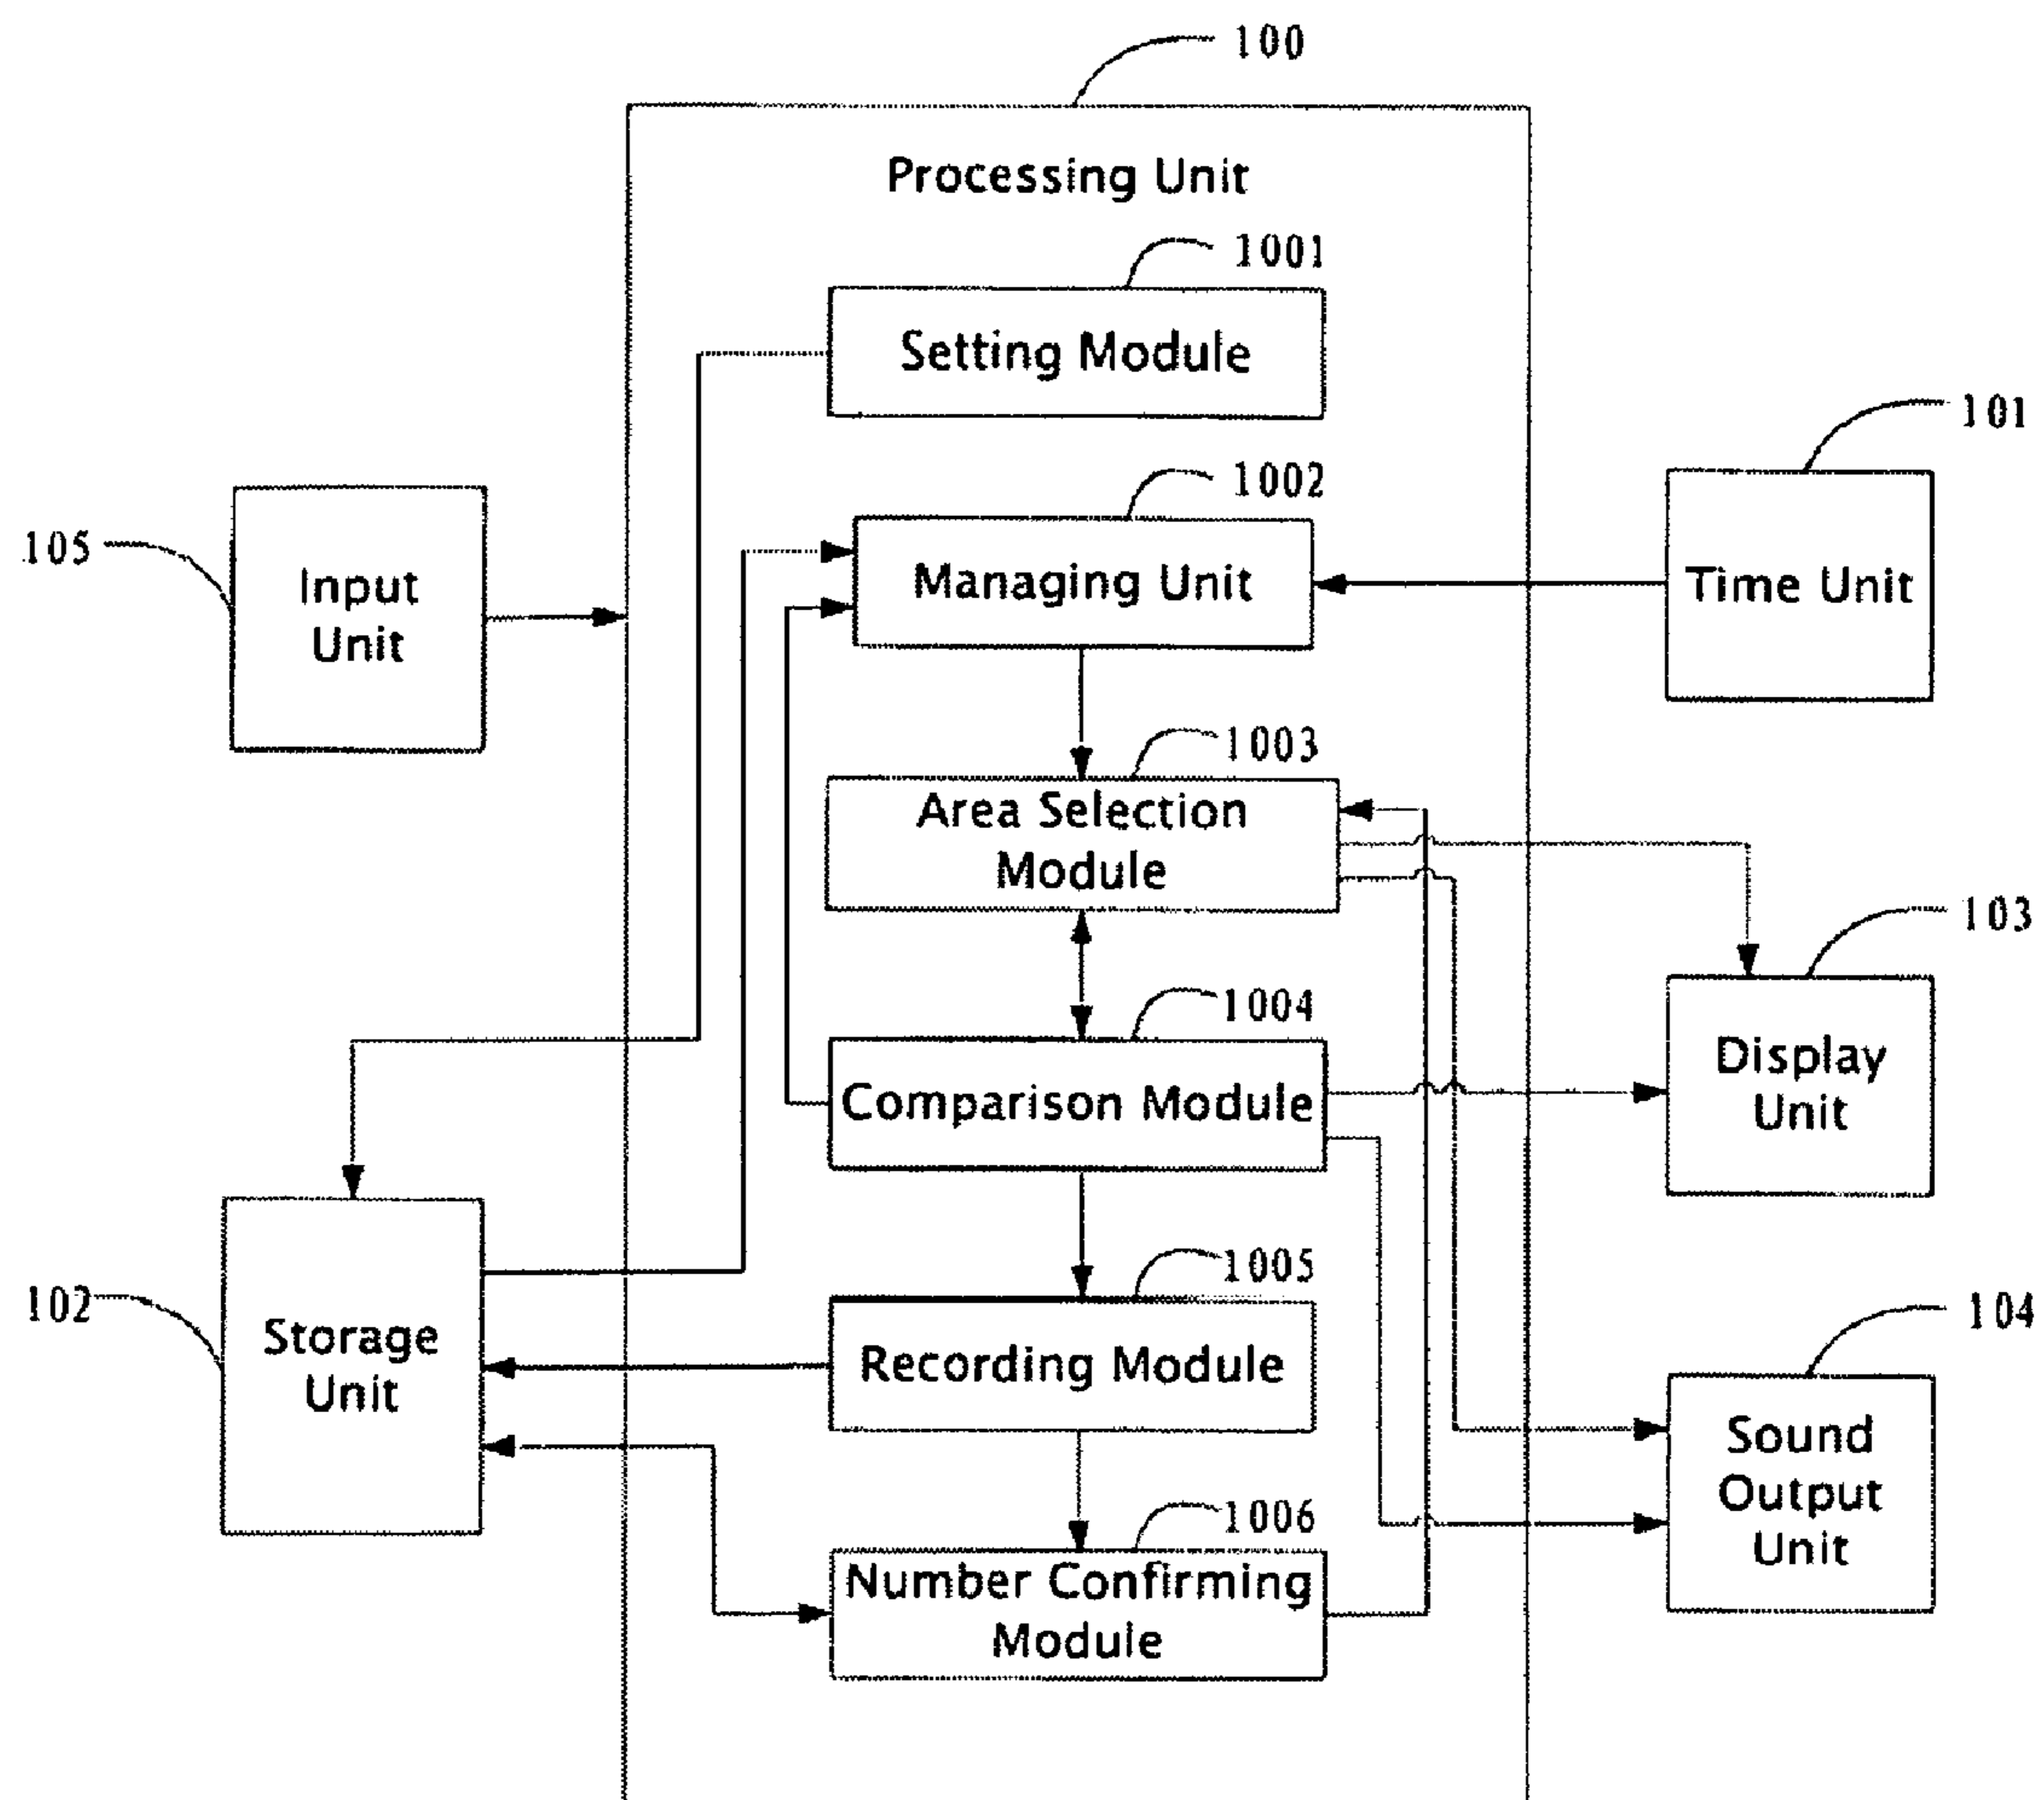 100
Processing Unit
1001
Setting Module
101
1002
105
Input
Unit
Managing Unit
Time Unit
1003
Area Selection
Module
103
1004
Display
Unit
Comparison Module
1005
102
104
Storage
Unit
Recording Module
Sound
Output
Unit
1006
Number Confirming
Module